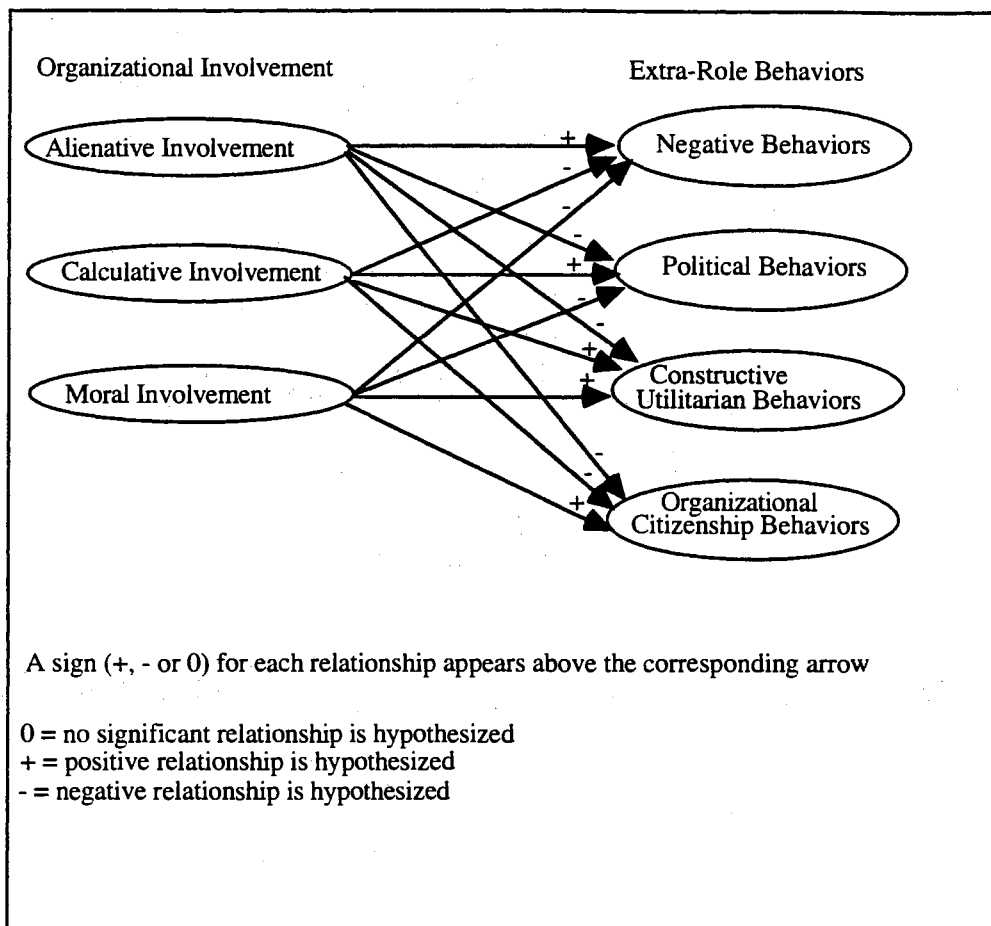 Organizational Involvement
Extra-Role Behaviors
Alienative Involvement
+
Negative Behaviors
-
-
-
Calculative Involvement
+
Political Behaviors
-
-
+
Moral Involvement
+
Constructive
Utilitarian Behaviors
-
-
+
Organizational
Citizenship Behaviors
A sign (+, - or 0) for each relationship appears above the corresponding arrow
0 = no significant relationship is hypothesized
+ = positive relationship is hypothesized
- = negative relationship is hypothesized